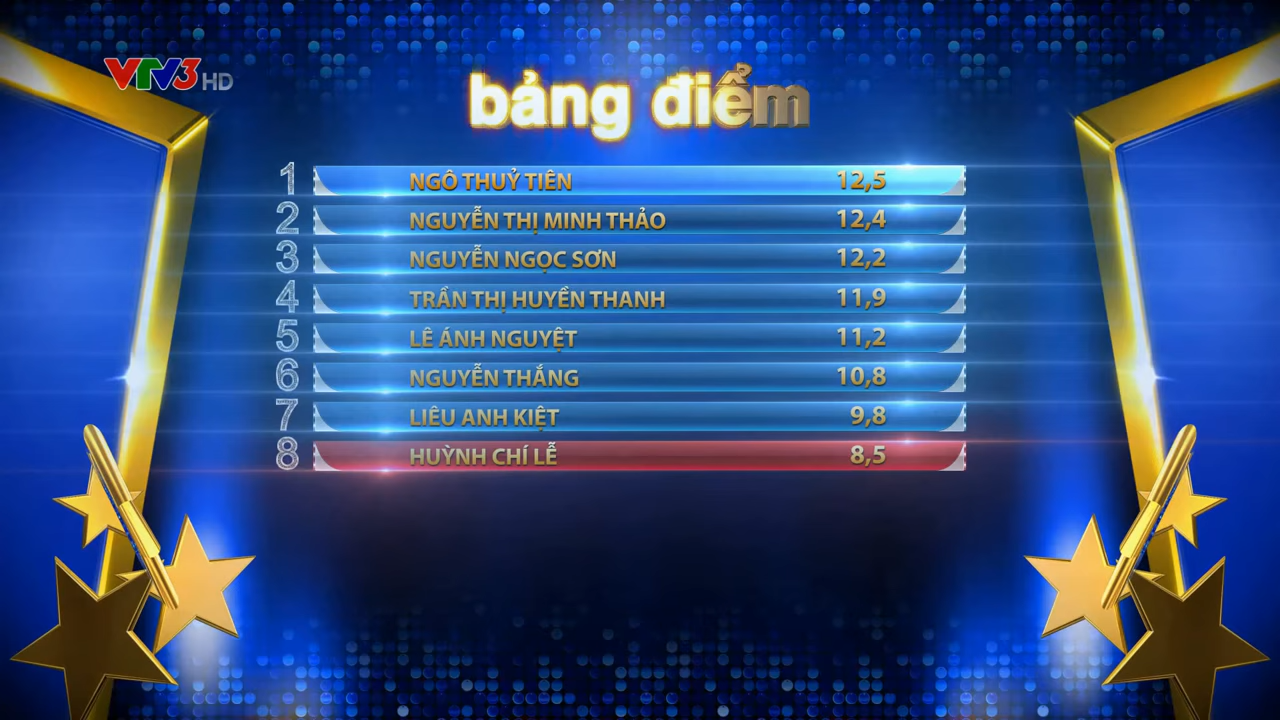 VTV3 HD
bảng điểm
1 NGÔ THUỶ TIÊN 12,5
2 NGUYỄN THỊ MINH THẢO 12,4
3 NGUYỄN NGỌC SƠN 12,2
4 TRẦN THỊ HUYỀN THANH 11,9
5 LÊ ÁNH NGUYỆT 11,2
6 NGUYỄN THẮNG 10,8
7 LIÊU ANH KIỆT 9,8
8 HUỲNH CHÍ LỄ 8,5